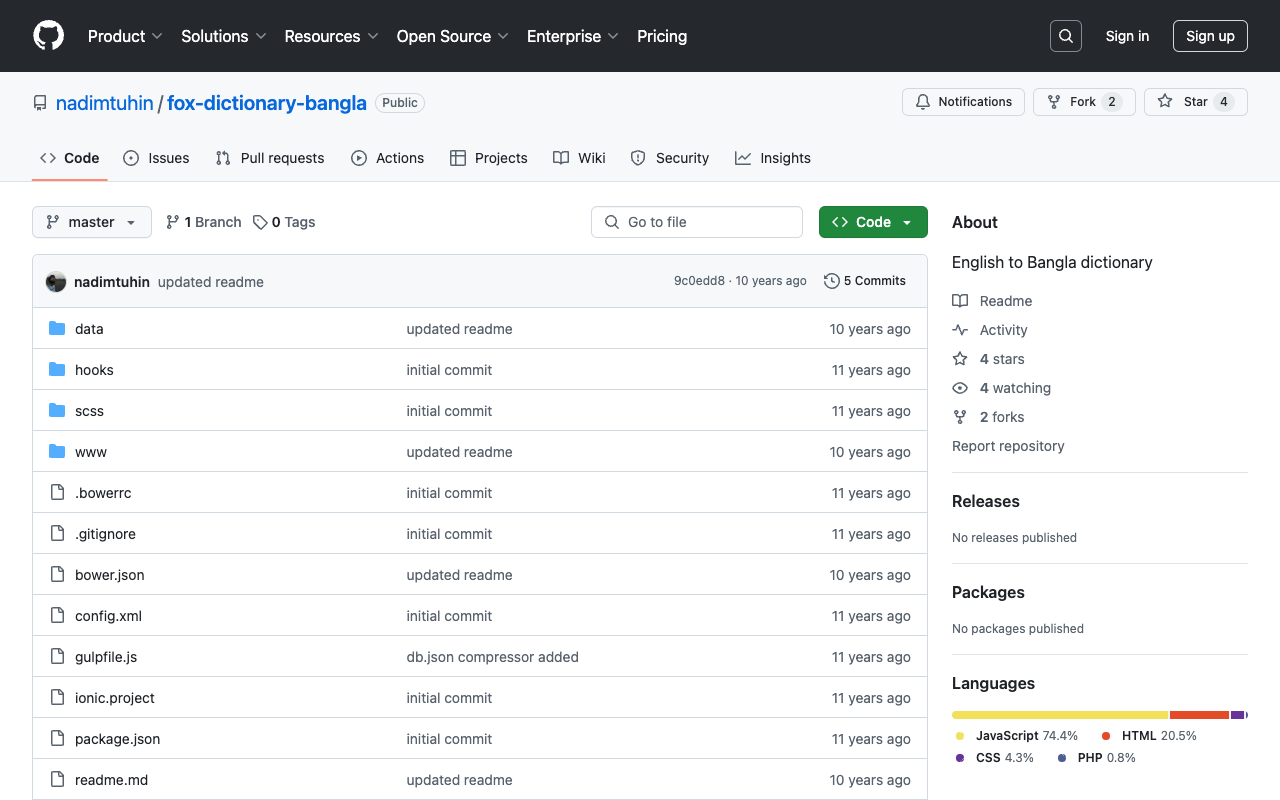 Product Solutions Resources Open Source Enterprise Pricing Sign in Sign up
nadimtuhin / fox-dictionary-bangla Public Notifications Fork 2 Star 4
Code Issues Pull requests Actions Projects Wiki Security Insights
master 1 Branch 0 Tags Go to file Code
nadimtuhin updated readme 9c0edd8 · 10 years ago 5 Commits
data updated readme 10 years ago
hooks initial commit 11 years ago
scss initial commit 11 years ago
www updated readme 10 years ago
.bowerrc initial commit 11 years ago
.gitignore initial commit 11 years ago
bower.json updated readme 10 years ago
config.xml initial commit 11 years ago
gulpfile.js db.json compressor added 11 years ago
ionic.project initial commit 11 years ago
package.json initial commit 11 years ago
readme.md updated readme 10 years ago
About
English to Bangla dictionary
Readme
Activity
4 stars
4 watching
2 forks
Report repository
Releases
No releases published
Packages
No packages published
Languages
JavaScript 74.4% HTML 20.5%
CSS 4.3% PHP 0.8%